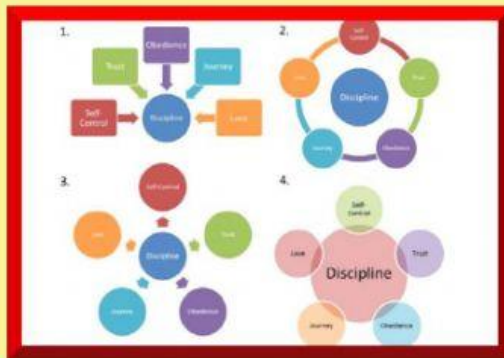 1.
Obedience
Trust
Journey
Self-Control
Discipline
Love
2.
Self Control
Love
Trust
Discipline
Journey
Obedience
3.
Self-Control
Love
Trust
Discipline
Journey
Obedience
4.
Self-Control
Love
Trust
Discipline
Journey
Obedience